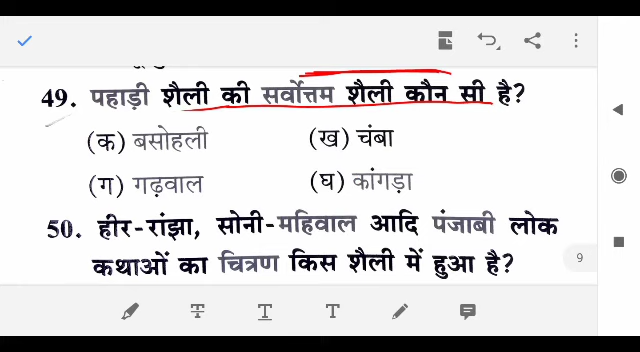 49. पहाड़ी शैली की सर्वोत्तम शैली कौन सी है?
(क) बसोहली (ख) चंबा
(ग) गढ़वाल (घ) कांगड़ा
50. हीर-रांझा, सोनी-महिवाल आदि पंजाबी लोक
कथाओं का चित्रण किस शैली में हुआ है?
9
T T T